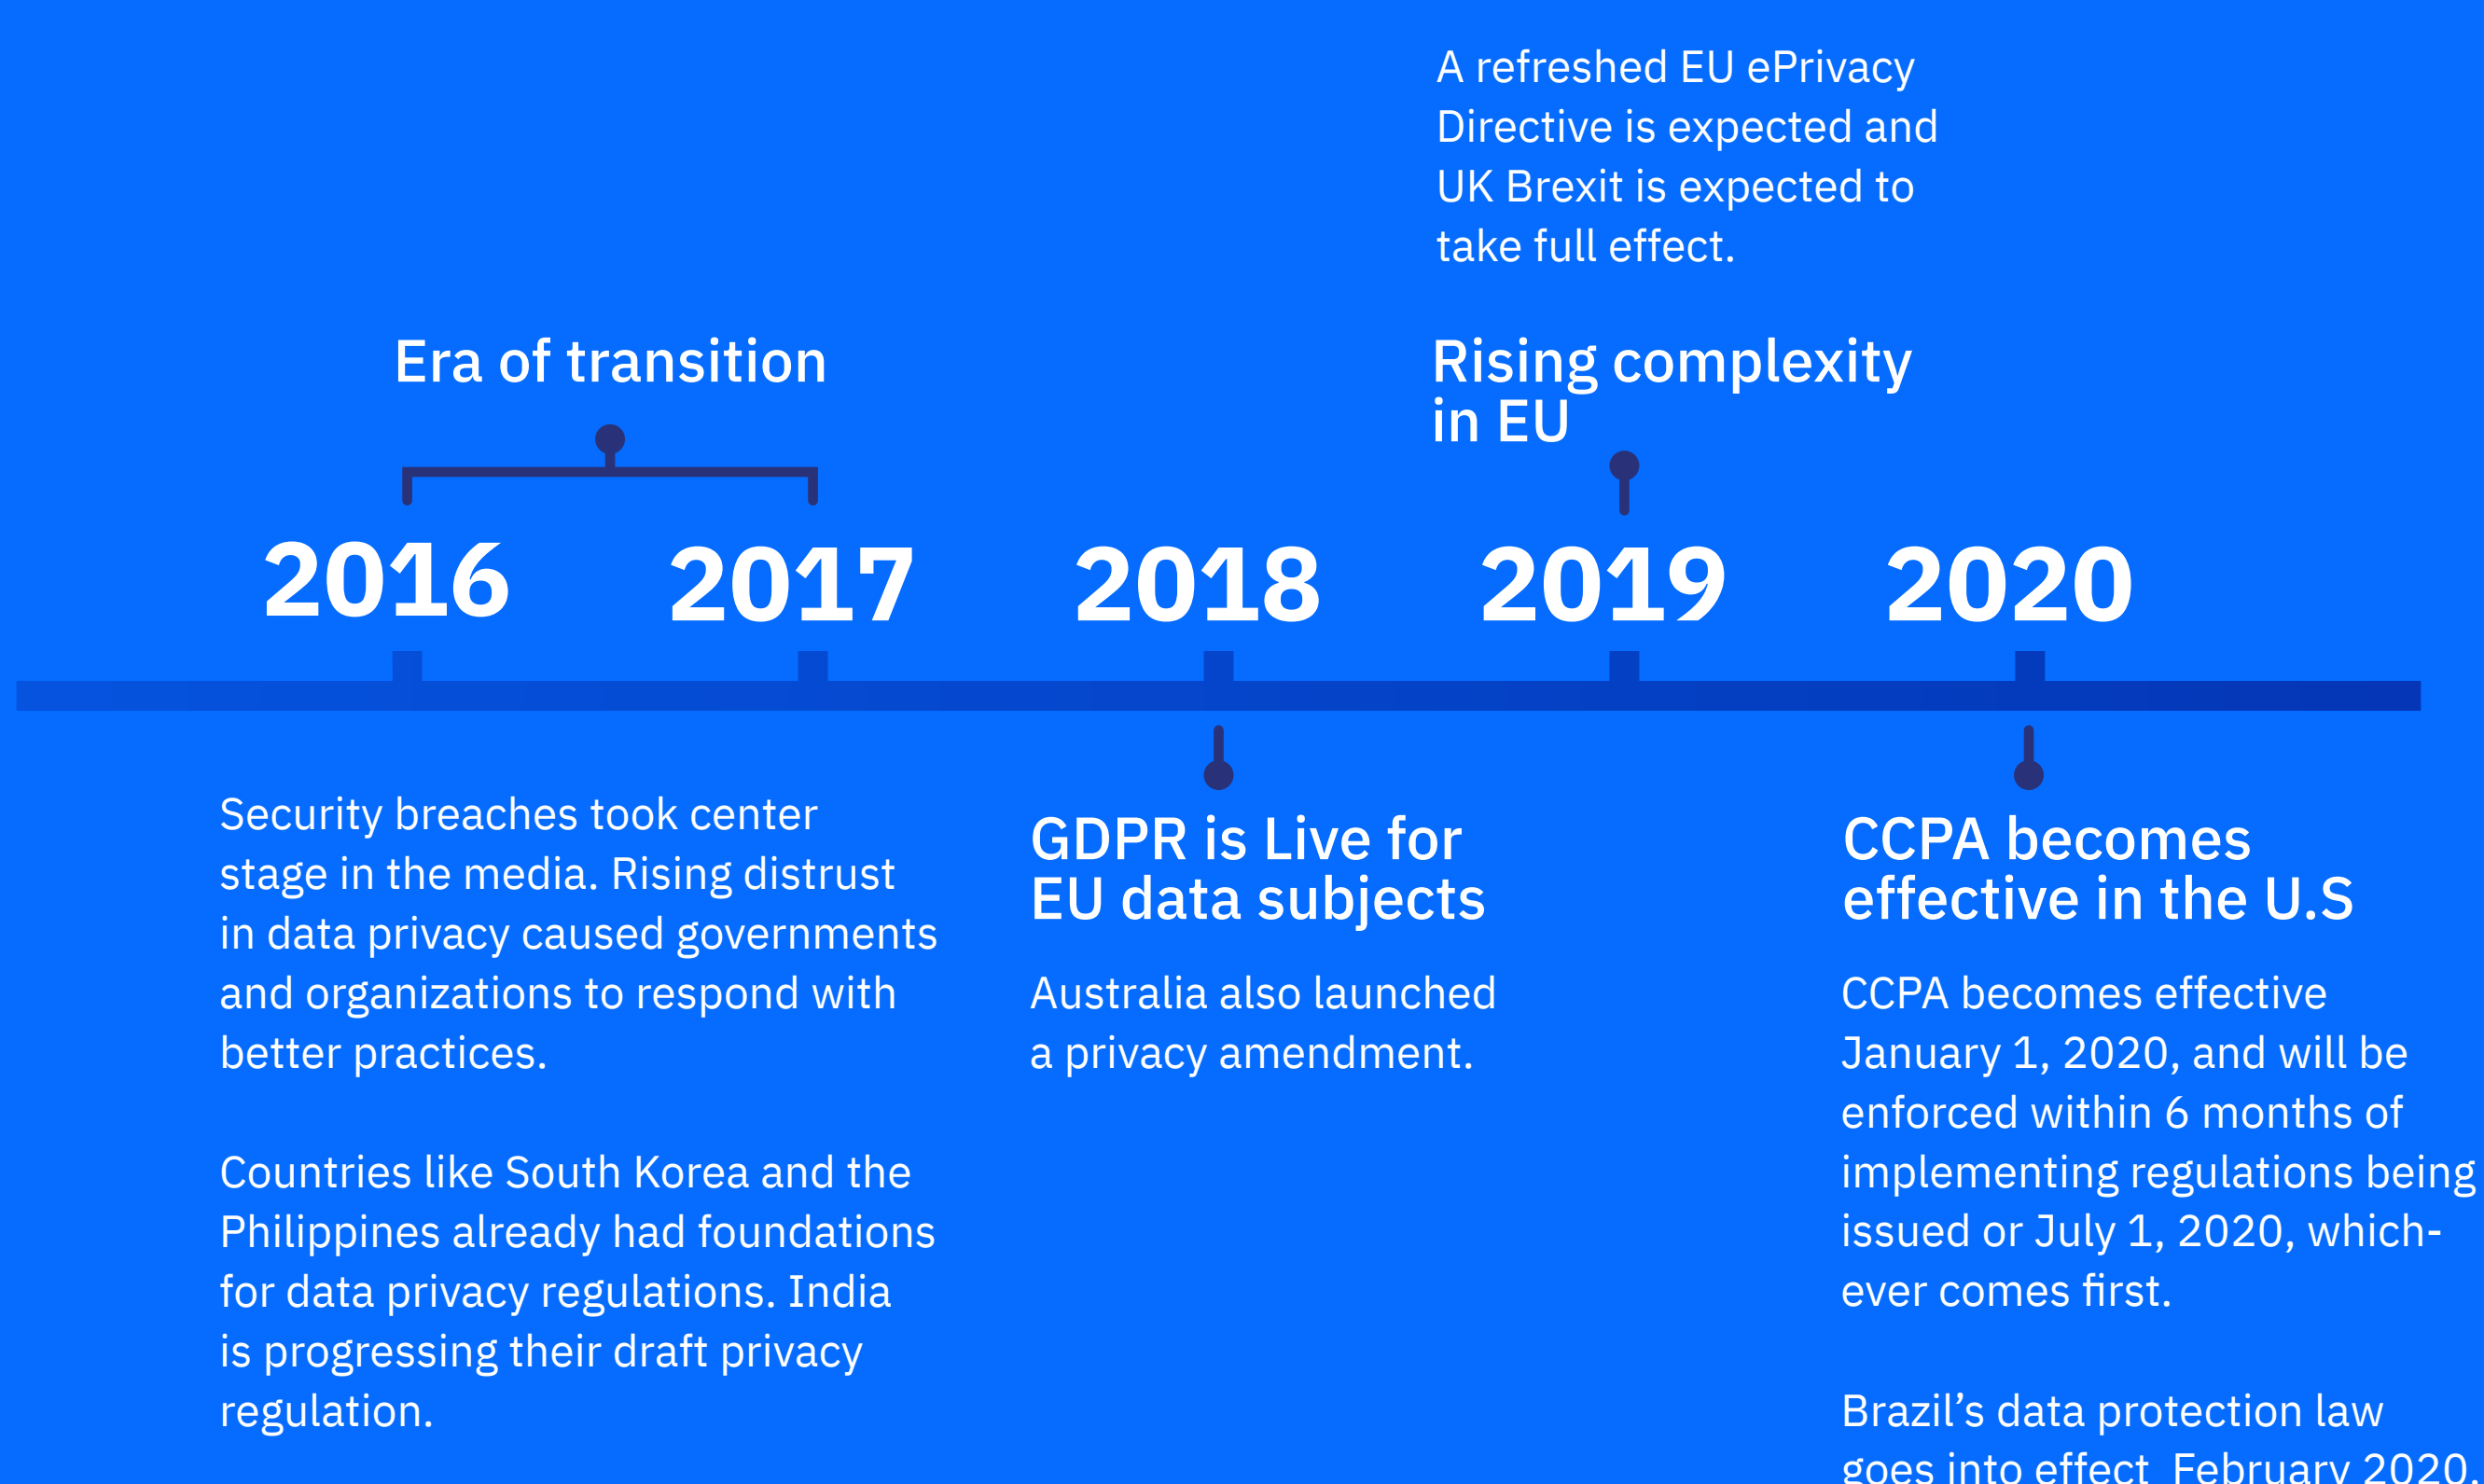 A refreshed EU ePrivacy
Directive is expected and
UK Brexit is expected to
take full effect.
Era of transition
Rising complexity
in EU
2016
2017
2018
2019
2020
Security breaches took center
stage in the media. Rising distrust
in data privacy caused governments
and organizations to respond with
better practices.
Countries like South Korea and the
Philippines already had foundations
for data privacy regulations. India
is progressing their draft privacy
regulation.
GDPR is Live for
EU data subjects
Australia also launched
a privacy amendment.
CCPA becomes
effective in the U.S
CCPA becomes effective
January 1, 2020, and will be
enforced within 6 months of
implementing regulations being
issued or July 1, 2020, which-
ever comes first.
Brazil’s data protection law
goes into effect February 2020.